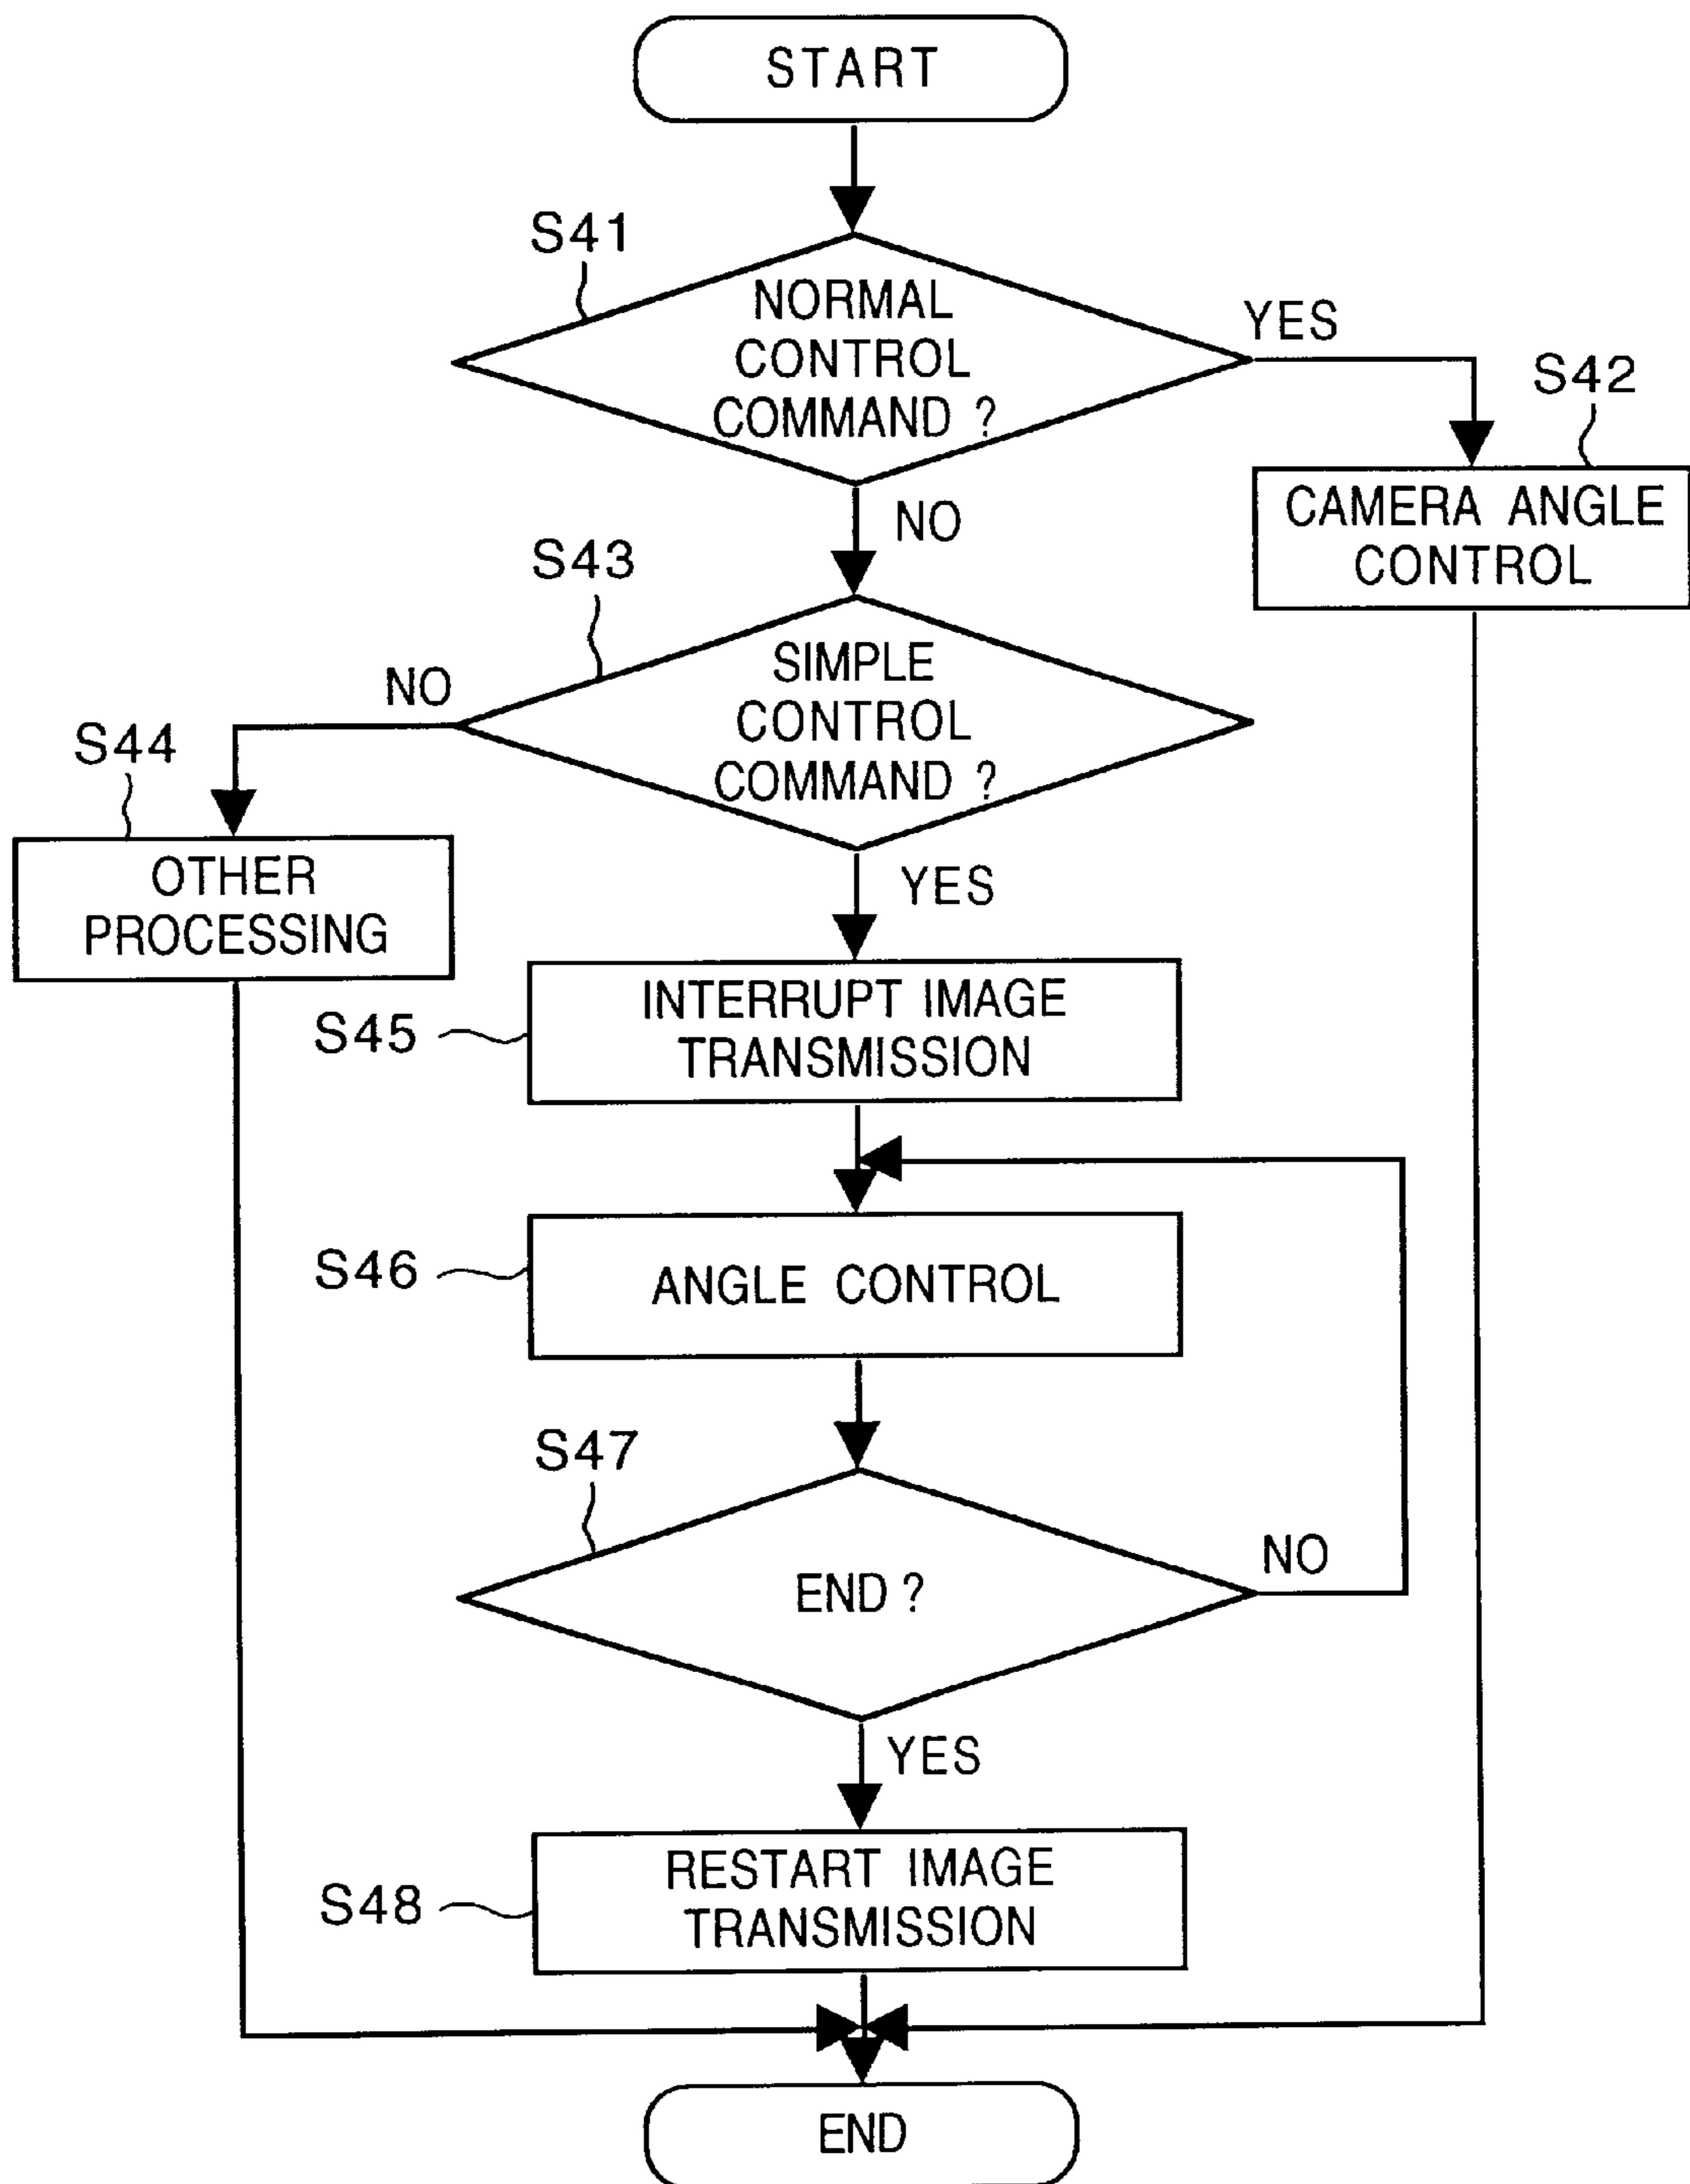 START
S41
NORMAL
CONTROL
COMMAND ?
YES
S42
CAMERA ANGLE
CONTROL
NO
S43
SIMPLE
CONTROL
COMMAND ?
NO
S44
OTHER
PROCESSING
YES
S45
INTERRUPT IMAGE
TRANSMISSION
S46
ANGLE CONTROL
S47
END ?
NO
YES
S48
RESTART IMAGE
TRANSMISSION
END